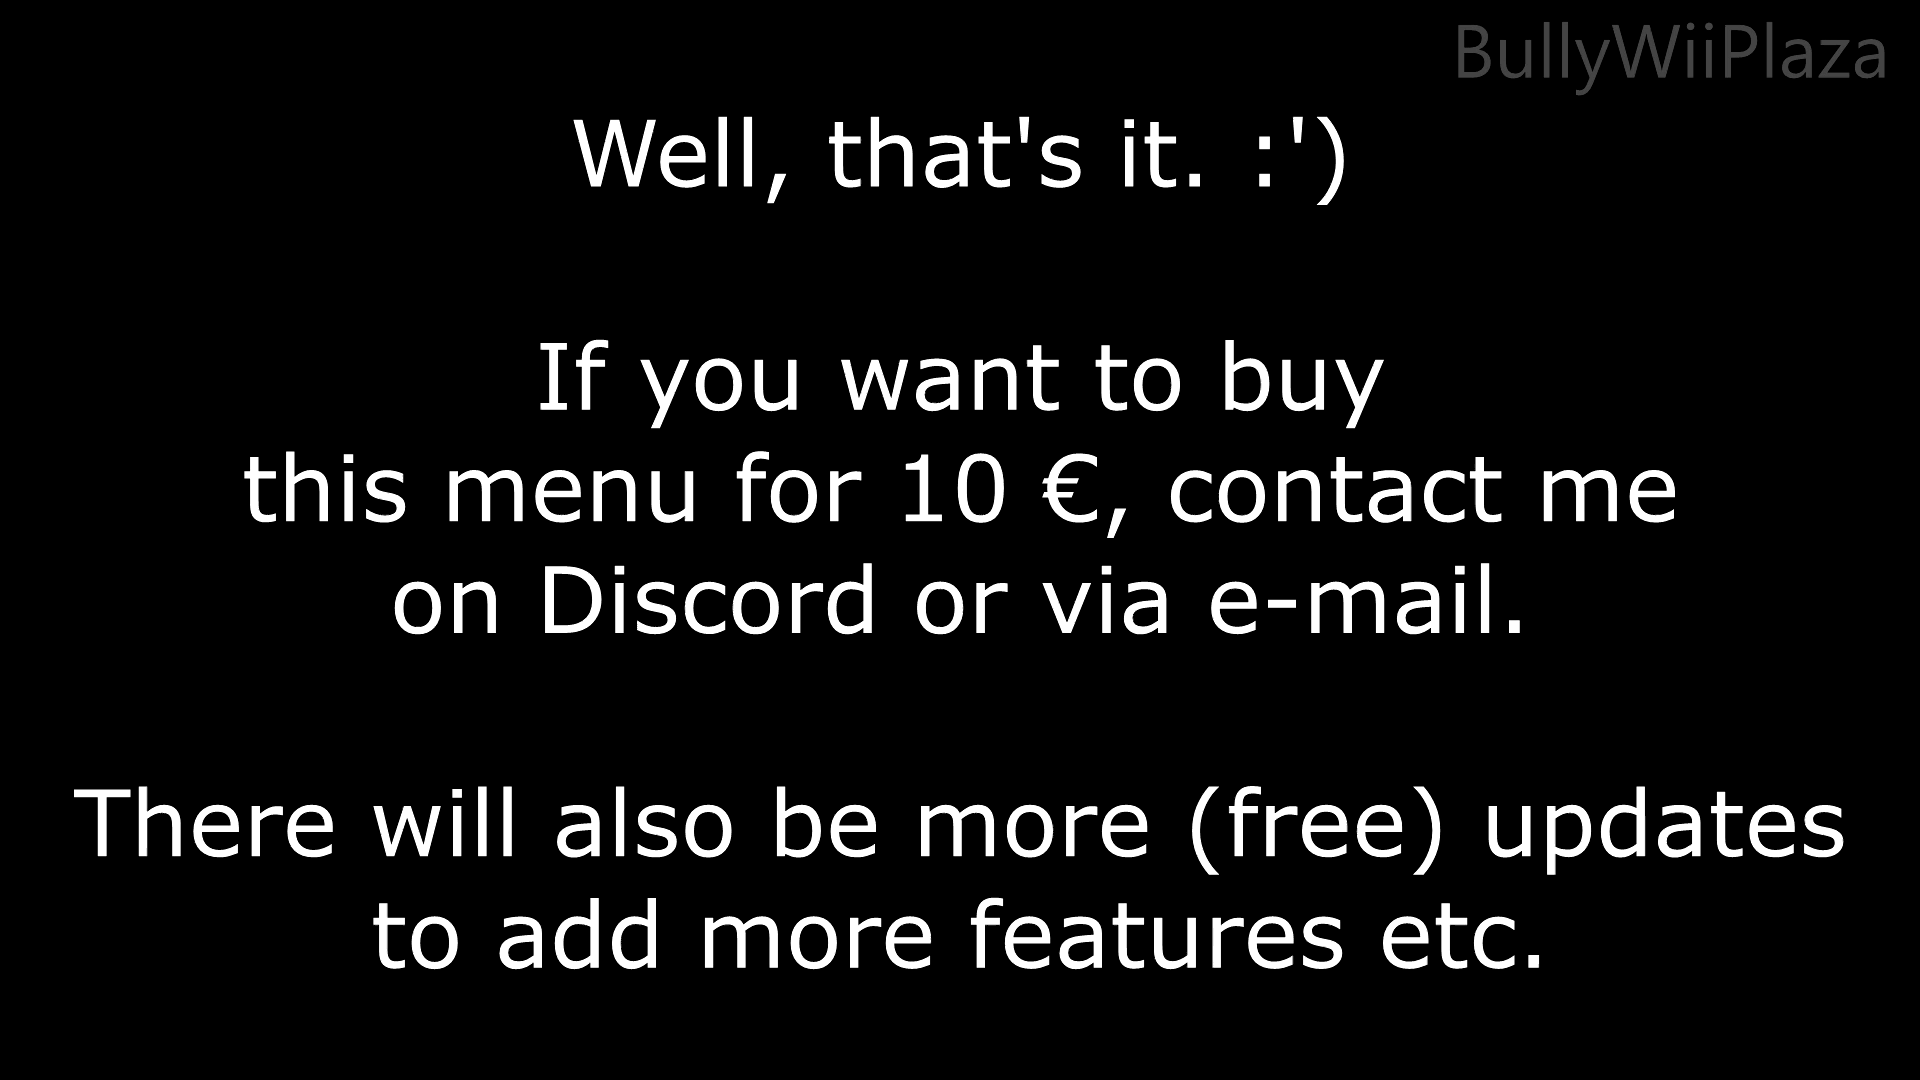 BullyWiiPlaza
Well, that's it. :')
If you want to buy
this menu for 10 €, contact me
on Discord or via e-mail.
There will also be more (free) updates
to add more features etc.